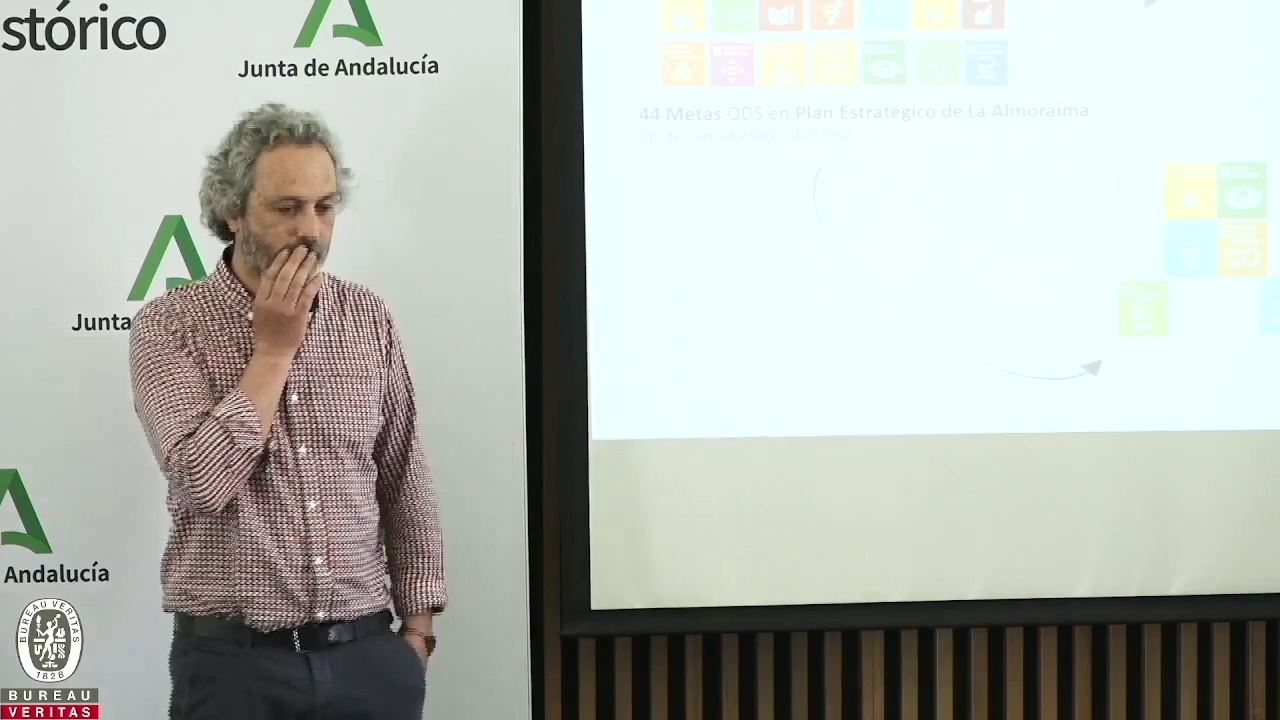 stórico
Junta de Andalucía
Junta
Andalucía
44 Metas ODS en Plan Estratégico de La Almoraima
BUREAU VERITAS
1828
BUREAU
VERITAS